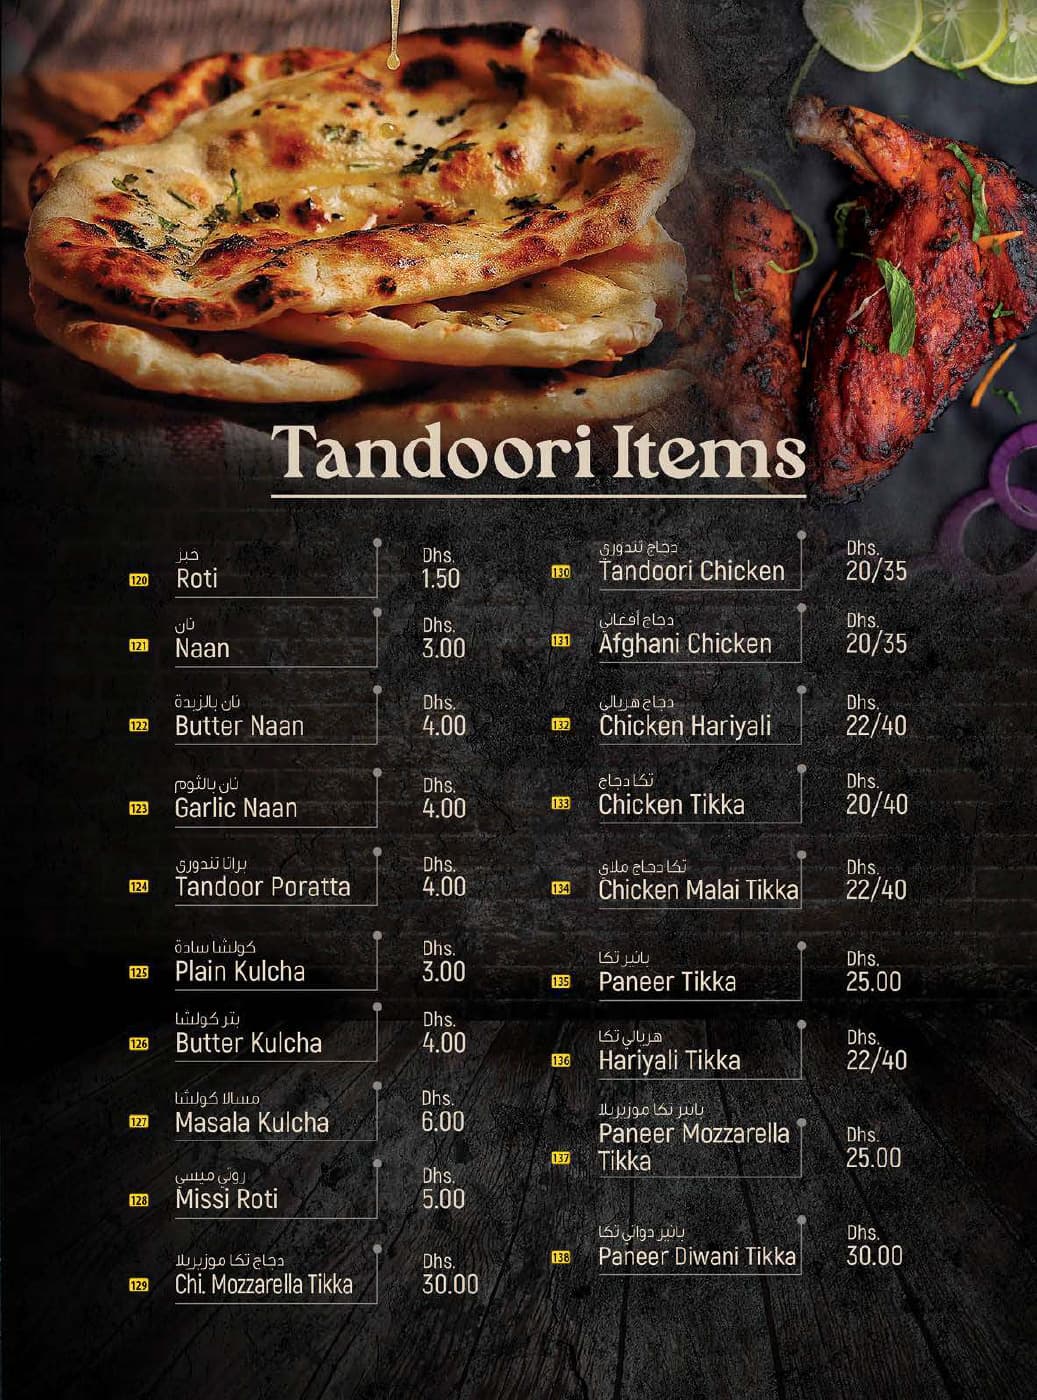 Tandoori Items
خبز
120 Roti
Dhs.
1.50
نان
121 Naan
Dhs.
3.00
نان بالزبدة
122 Butter Naan
Dhs.
4.00
نان بالثوم
123 Garlic Naan
Dhs.
4.00
براتا تندوري
124 Tandoor Poratta
Dhs.
4.00
كولشا سادة
125 Plain Kulcha
Dhs.
3.00
بتر كولشا
126 Butter Kulcha
Dhs.
4.00
مسالا كولشا
127 Masala Kulcha
Dhs.
6.00
روتي ميسي
128 Missi Roti
Dhs.
5.00
دجاج تكا موزيريلا
129 Chi. Mozzarella Tikka
Dhs.
30.00
دجاج تندوري
130 Tandoori Chicken
Dhs.
20/35
دجاج أفغاني
131 Afghani Chicken
Dhs.
20/35
دجاج هريالي
132 Chicken Hariyali
Dhs.
22/40
تكا دجاج
133 Chicken Tikka
Dhs.
20/40
تكا دجاج ملاي
134 Chicken Malai Tikka
Dhs.
22/40
بانير تكا
135 Paneer Tikka
Dhs.
25.00
هريالي تكا
136 Hariyali Tikka
Dhs.
22/40
بانير تكا موزيريلا
Paneer Mozzarella
137 Tikka
Dhs.
25.00
بانير دواني تكا
138 Paneer Diwani Tikka
Dhs.
30.00